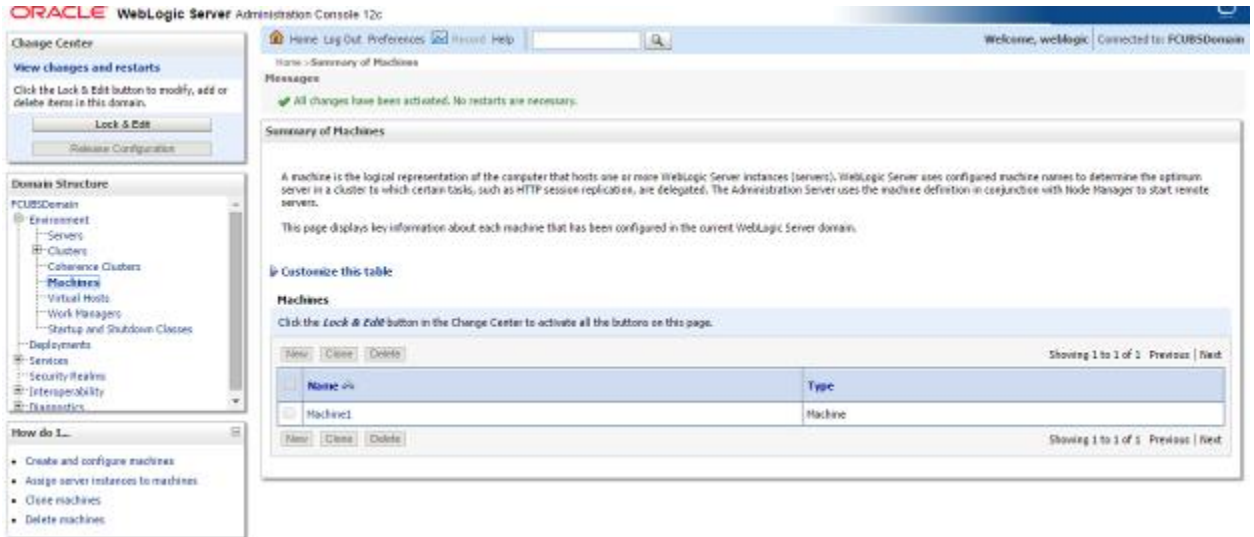 ORACLE WebLogic Server Administration Console 12c
Change Center
View changes and restarts
Click the Lock & Edit button to modify, add or
delete items in this domain.
Lock & Edit
Release Configuration
Domain Structure
FCUBSDomain
Environment
Servers
Clusters
Coherence Clusters
Machines
Virtual Hosts
Work Managers
Startup and Shutdown Classes
Deployments
Services
Security Realms
Interoperability
Diagnostics
How do I...
Create and configure machines
Assign server instances to machines
Clone machines
Delete machines
Home Log Out Preferences Record Help
Welcome, weblogic Connected to: FCUBSDomain
Home > Summary of Machines
Messages
All changes have been activated. No restarts are necessary.
Summary of Machines
A machine is the logical representation of the computer that hosts one or more WebLogic Server instances (servers). WebLogic Server uses configured machine names to determine the optimum
server in a cluster to which certain tasks, such as HTTP session replication, are delegated. The Administration Server uses the machine definition in conjunction with Node Manager to start remote
servers.
This page displays key information about each machine that has been configured in the current WebLogic Server domain.
Customize this table
Machines
Click the Lock & Edit button in the Change Center to activate all the buttons on this page.
New Clone Delete Showing 1 to 1 of 1 Previous | Next
Name Type
Machine1 Machine
New Clone Delete Showing 1 to 1 of 1 Previous | Next